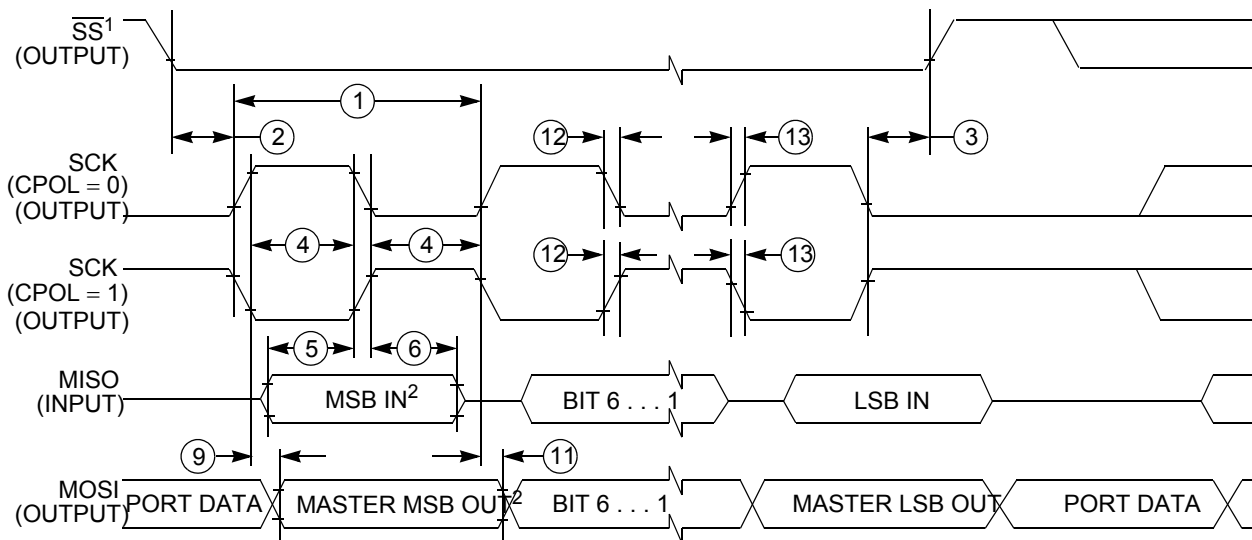 SS1
(OUTPUT)
1
2
12
13
3
SCK
(CPOL = 0)
(OUTPUT)
4
4
12
13
SCK
(CPOL = 1)
(OUTPUT)
5
6
MISO
(INPUT)
MSB IN2
BIT 6 . . . 1
LSB IN
9
11
MOSI
(OUTPUT)
PORT DATA
MASTER MSB OUT2
BIT 6 . . . 1
MASTER LSB OUT
PORT DATA